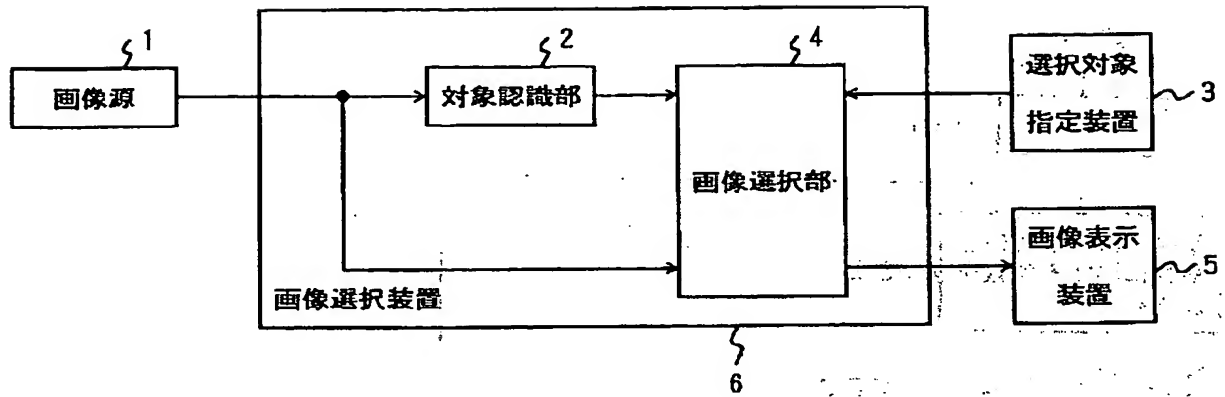 1
画像源
2
対象認識部
4
画像選択部
選択対象
指定装置
3
画像表示
装置
5
画像選択装置
6